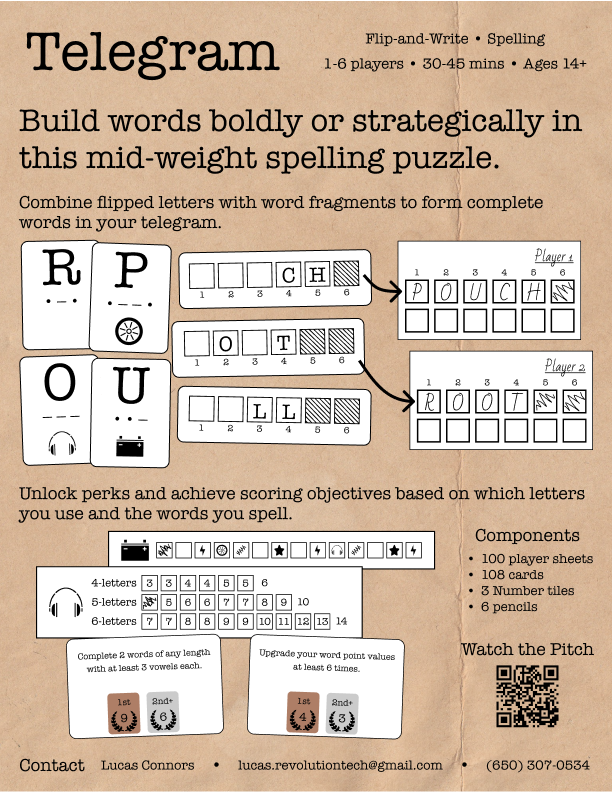 Telegram
Flip-and-Write • Spelling
1-6 players • 30-45 mins • Ages 14+
Build words boldly or strategically in
this mid-weight spelling puzzle.
Combine flipped letters with word fragments to form complete
words in your telegram.
R P
O U
C H
1 2 3 4 5 6
O T
1 2 3 4 5 6
L L
1 2 3 4 5 6
Player 1
1 2 3 4 5 6
P O U C H
Player 2
1 2 3 4 5 6
R O O T
Unlock perks and achieve scoring objectives based on which letters
you use and the words you spell.
4-letters 3 3 4 4 5 5 6
5-letters 5 6 6 7 7 8 9 10
6-letters 7 7 8 8 9 9 10 11 12 13 14
Complete 2 words of any length
with at least 3 vowels each.
1st 2nd+
9 6
Upgrade your word point values
at least 6 times.
1st 2nd+
4 3
Components
• 100 player sheets
• 108 cards
• 3 Number tiles
• 6 pencils
Watch the Pitch
Contact Lucas Connors • lucas.revolutiontech@gmail.com • (650) 307-0534